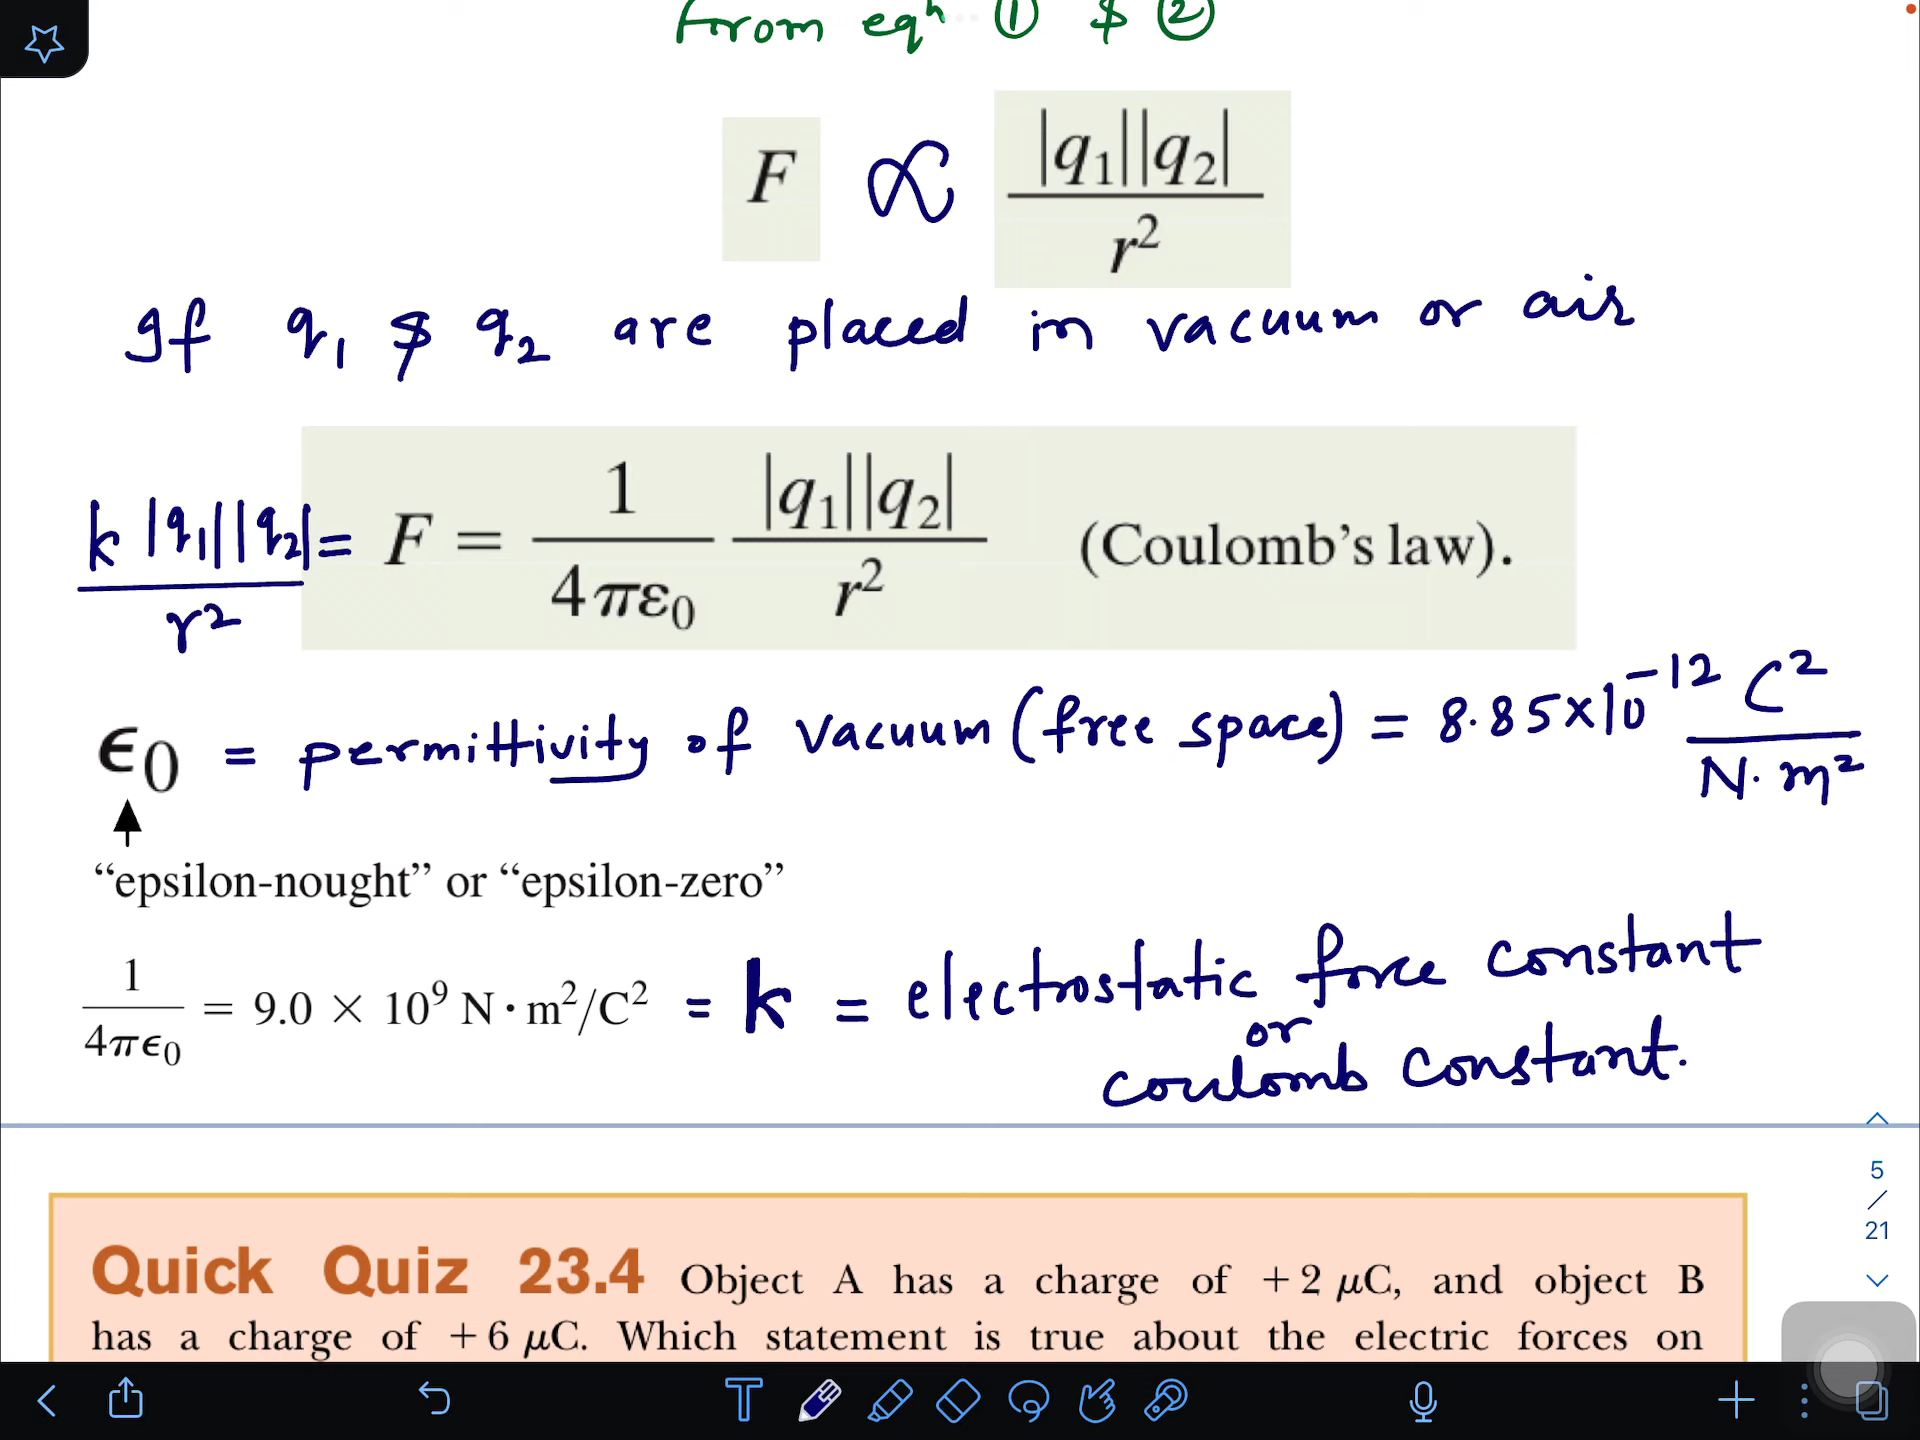 From eqn ① & ②
F ∝ |q₁||q₂| / r²
If q₁ & q₂ are placed in vacuum or air
k |q₁||q₂| / r² = F = 1 / 4πε₀ |q₁||q₂| / r² (Coulomb’s law).
ϵ₀ = permittivity of vacuum (free space) = 8.85×10⁻¹² C² / N·m²
“epsilon-nought” or “epsilon-zero”
1 / 4πϵ₀ = 9.0 × 10⁹ N·m²/C² = k = electrostatic force constant
or
coulomb constant.
5
/
21
Quick Quiz 23.4 Object A has a charge of +2 μC, and object B
has a charge of +6 μC. Which statement is true about the electric forces on
T